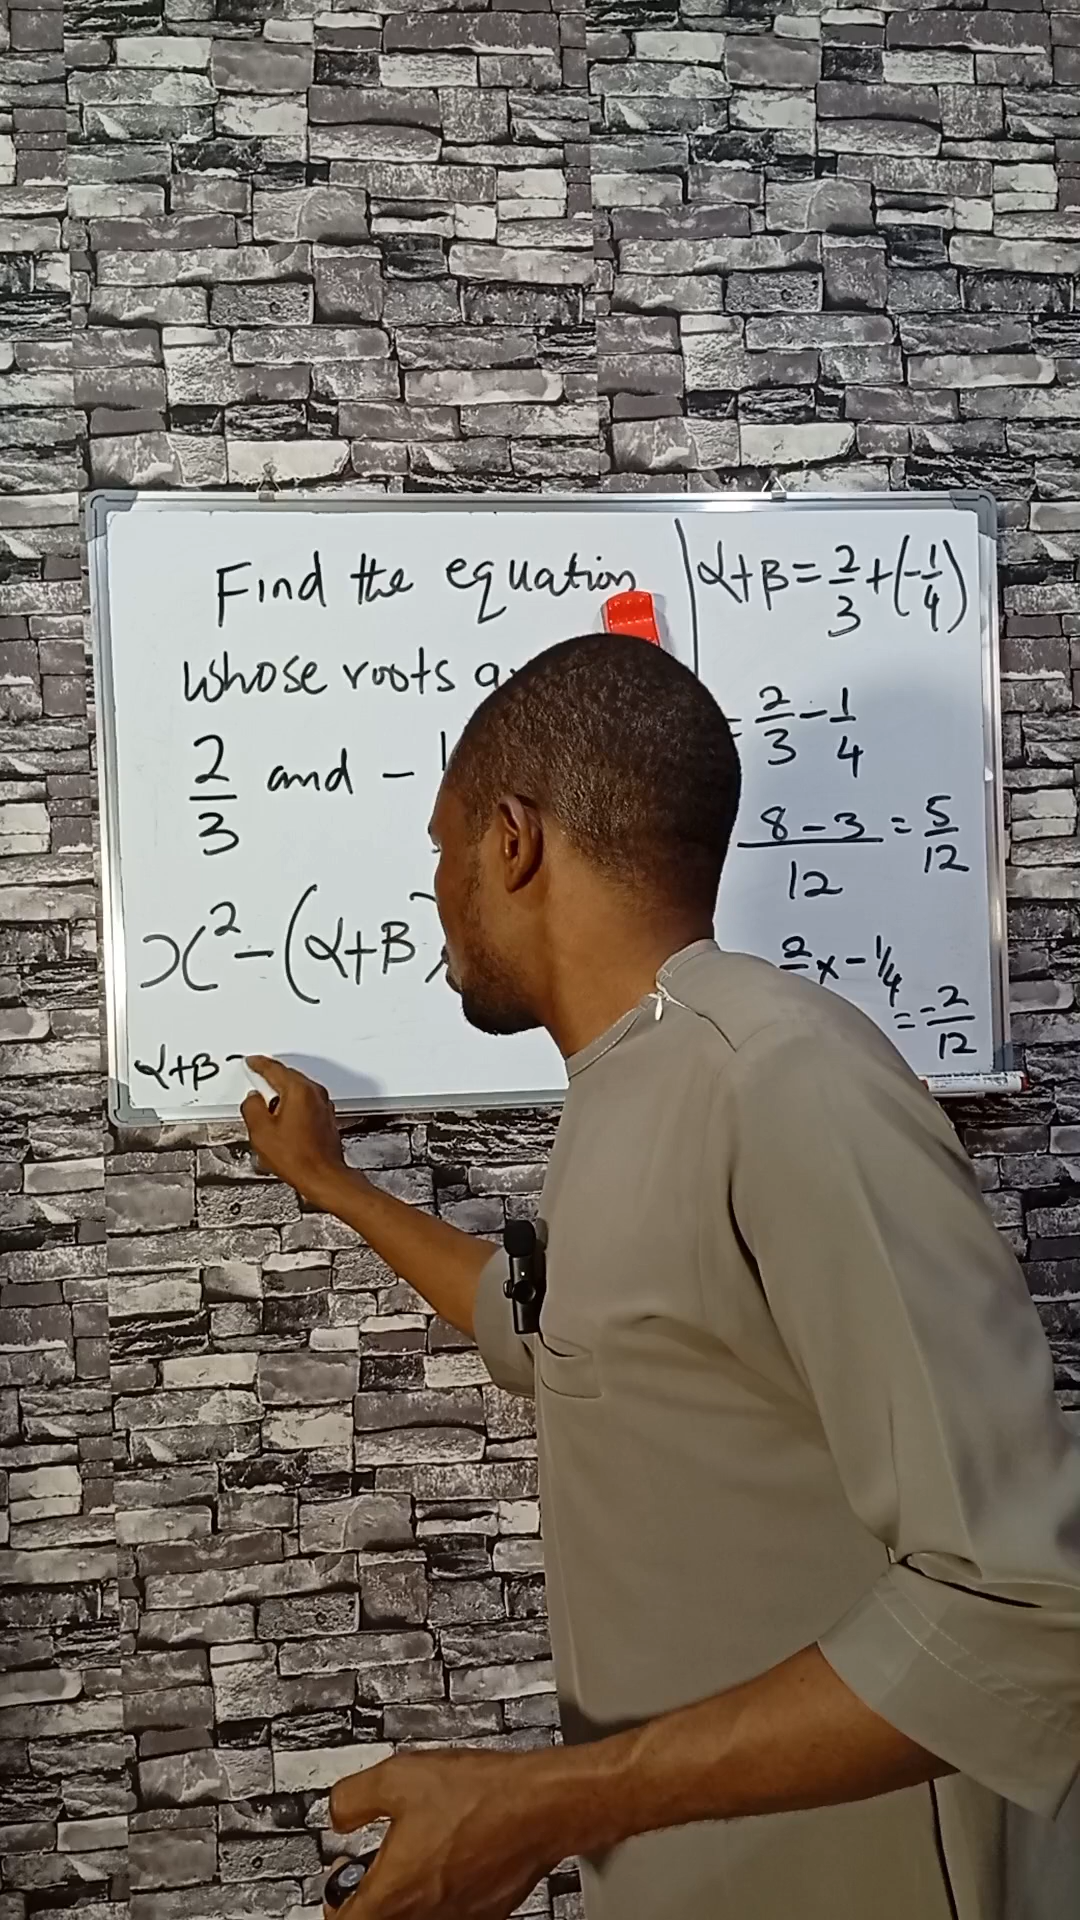 Find the equation
whose roots a
2/3 and -
x² - (α+β)
α+β =
α+β = 2/3 + (-1/4)
= 2/3 - 1/4
8 - 3 / 12 = 5/12
2 x -1/4
= -2/12